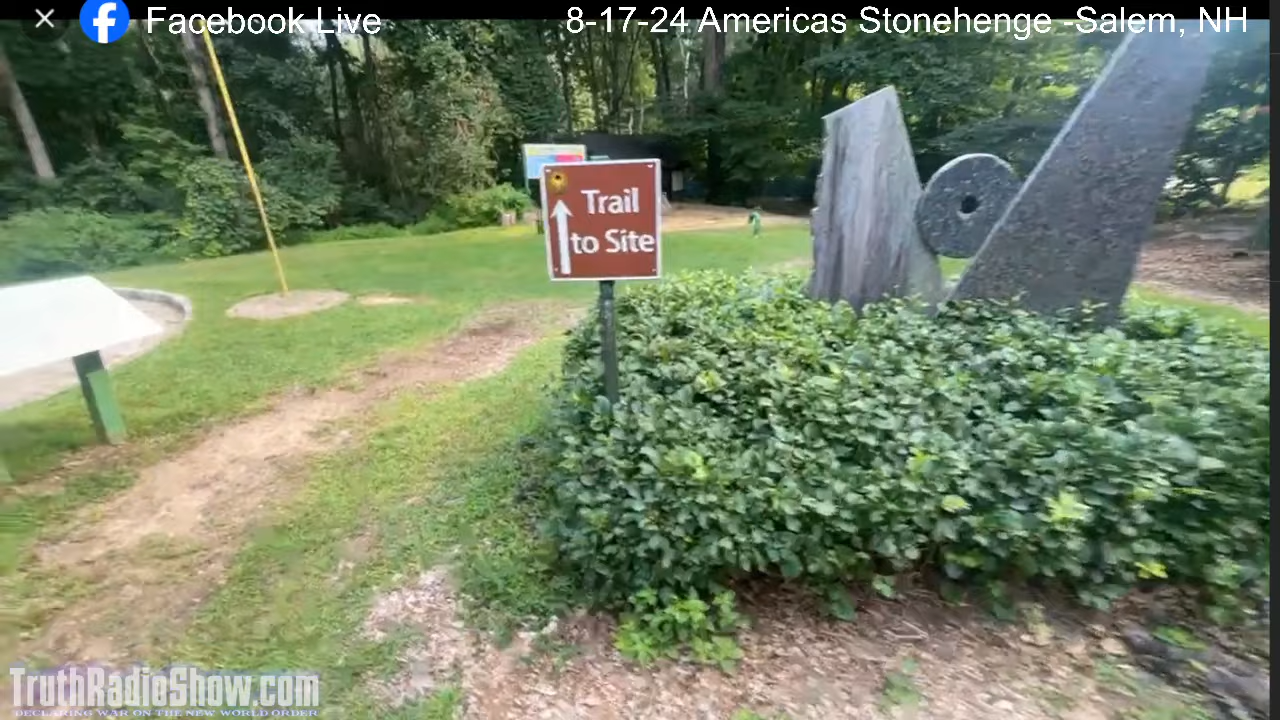 Facebook Live
8-17-24 Americas Stonehenge -Salem, NH
Trail
to Site
TruthRadioShow.com
DECLARING WAR ON THE NEW WORLD ORDER